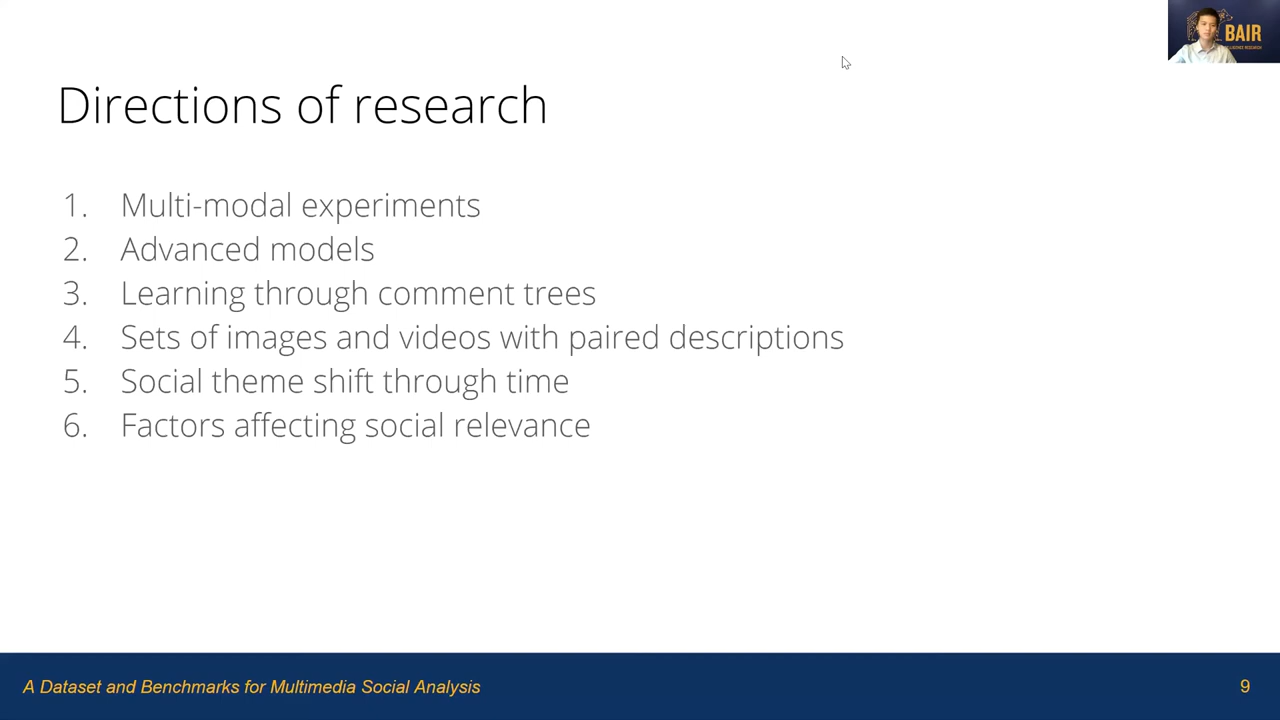 BAIR
Directions of research
1. Multi-modal experiments
2. Advanced models
3. Learning through comment trees
4. Sets of images and videos with paired descriptions
5. Social theme shift through time
6. Factors affecting social relevance
A Dataset and Benchmarks for Multimedia Social Analysis
9